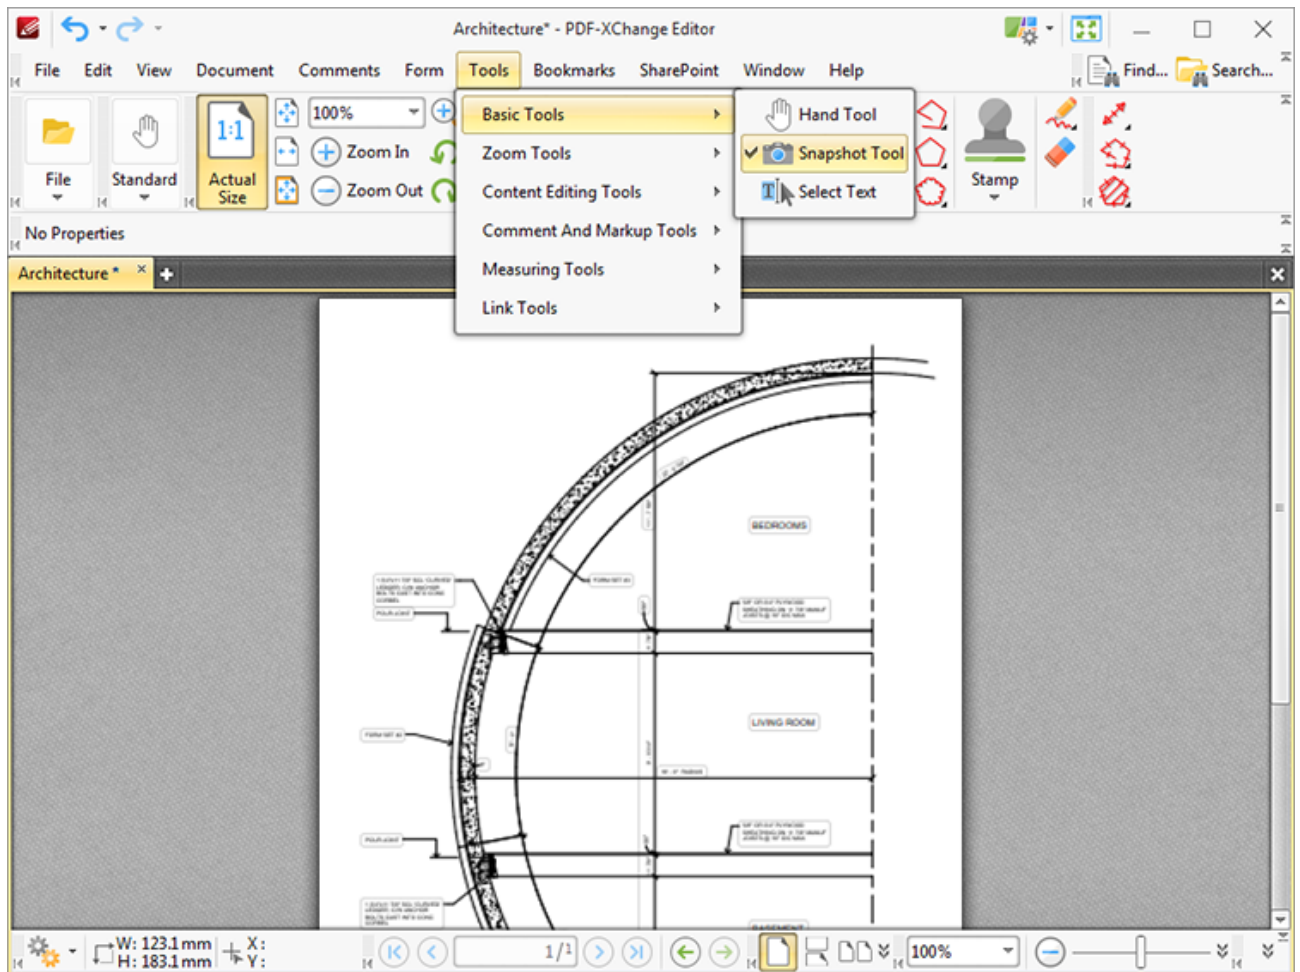 Architecture* - PDF-XChange Editor
File Edit View Document Comments Form Tools Bookmarks SharePoint Window Help Find... Search...
File
Standard
1:1
Actual
Size
100%
Zoom In
Zoom Out
Basic Tools
Zoom Tools
Content Editing Tools
Comment And Markup Tools
Measuring Tools
Link Tools
Hand Tool
Snapshot Tool
Select Text
Stamp
No Properties
Architecture *
BEDROOMS
LIVING ROOM
BASEMENT
W: 123.1 mm
H: 183.1 mm
X:
Y:
1/1
100%